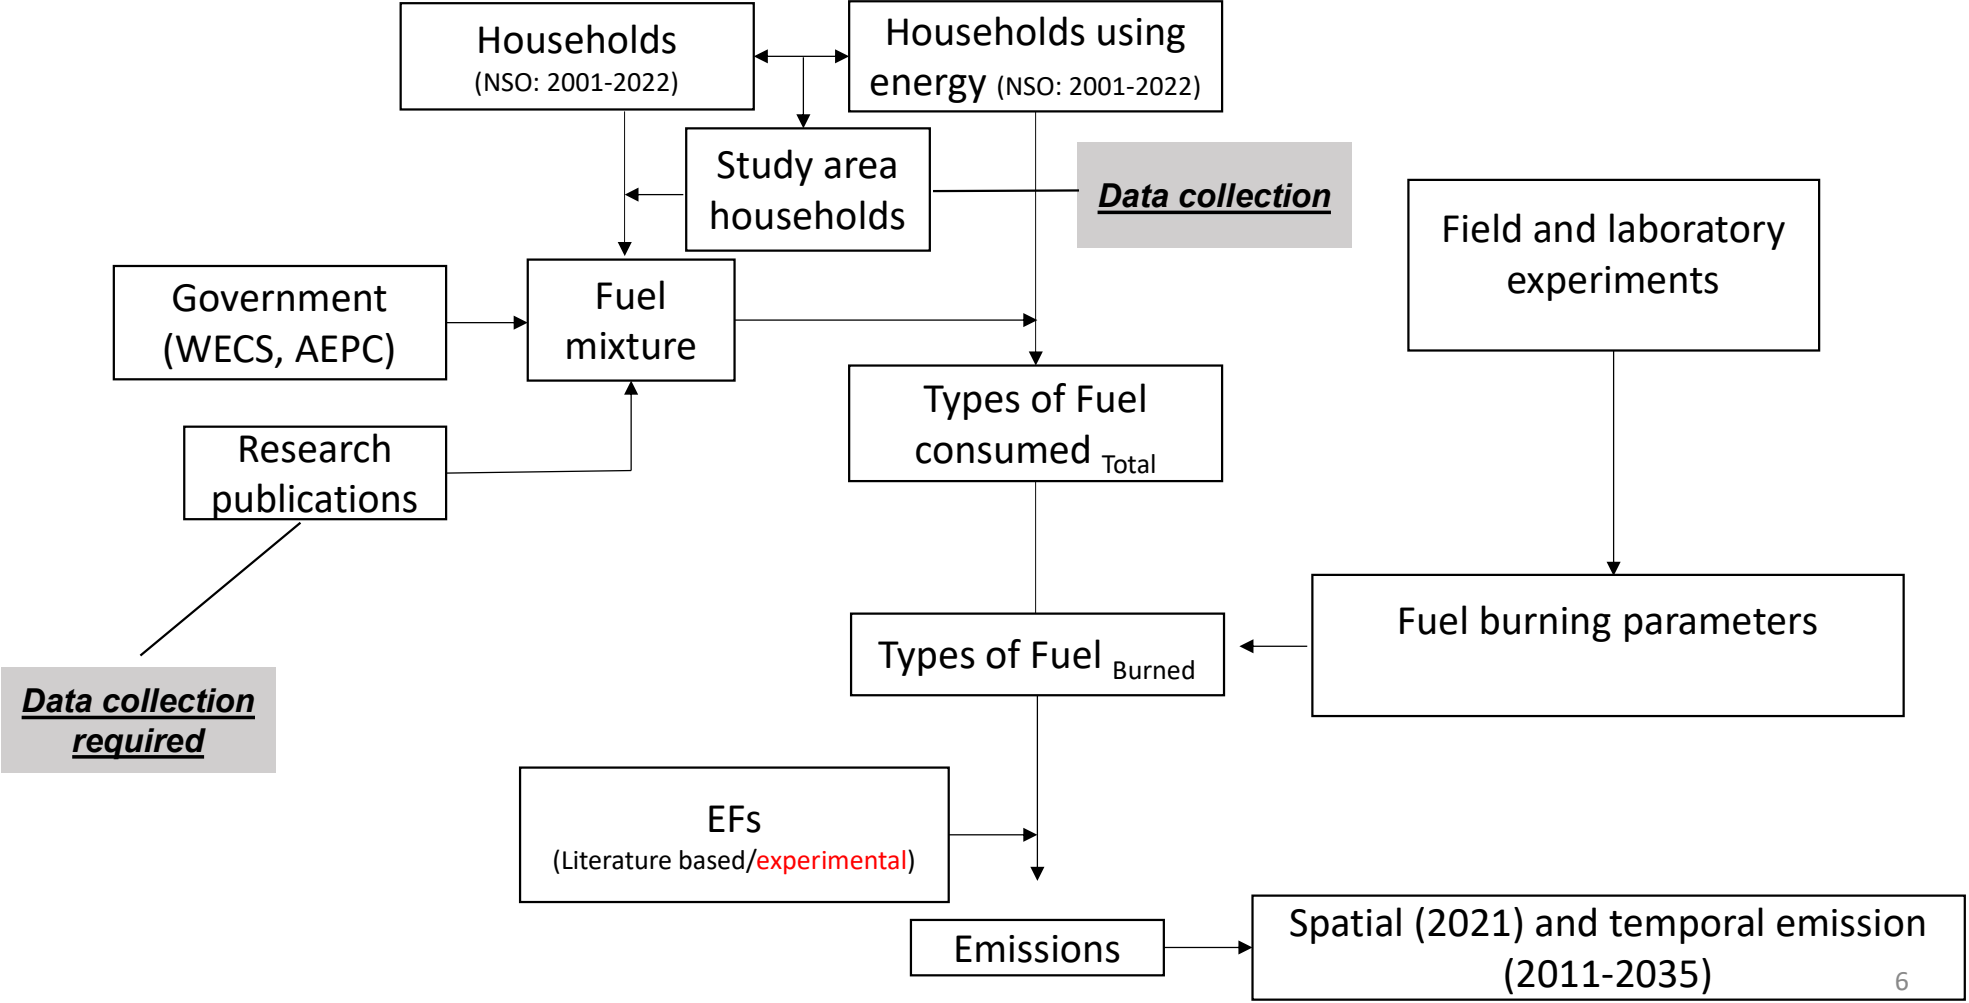 Households
(NSO: 2001-2022)
Households using
energy (NSO: 2001-2022)
Study area
households
Data collection
Field and laboratory
experiments
Government
(WECS, AEPC)
Fuel
mixture
Types of Fuel
consumed Total
Research
publications
Fuel burning parameters
Types of Fuel Burned
Data collection
required
EFs
(Literature based/experimental)
Emissions
Spatial (2021) and temporal emission
(2011-2035)
6